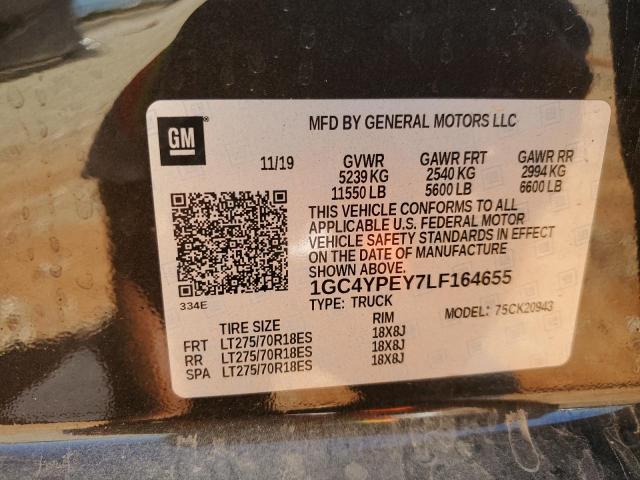 GM
MFD BY GENERAL MOTORS LLC
11/19 GVWR GAWR FRT GAWR RR
5239 KG 2540 KG 2994 KG
11550 LB 5600 LB 6600 LB
THIS VEHICLE CONFORMS TO ALL
APPLICABLE U.S. FEDERAL MOTOR
VEHICLE SAFETY STANDARDS IN EFFECT
ON THE DATE OF MANUFACTURE
SHOWN ABOVE.
1GC4YPEY7LF164655
334E
TYPE: TRUCK
MODEL: 75CK20943
TIRE SIZE RIM
FRT LT275/70R18ES 18X8J
RR LT275/70R18ES 18X8J
SPA LT275/70R18ES 18X8J